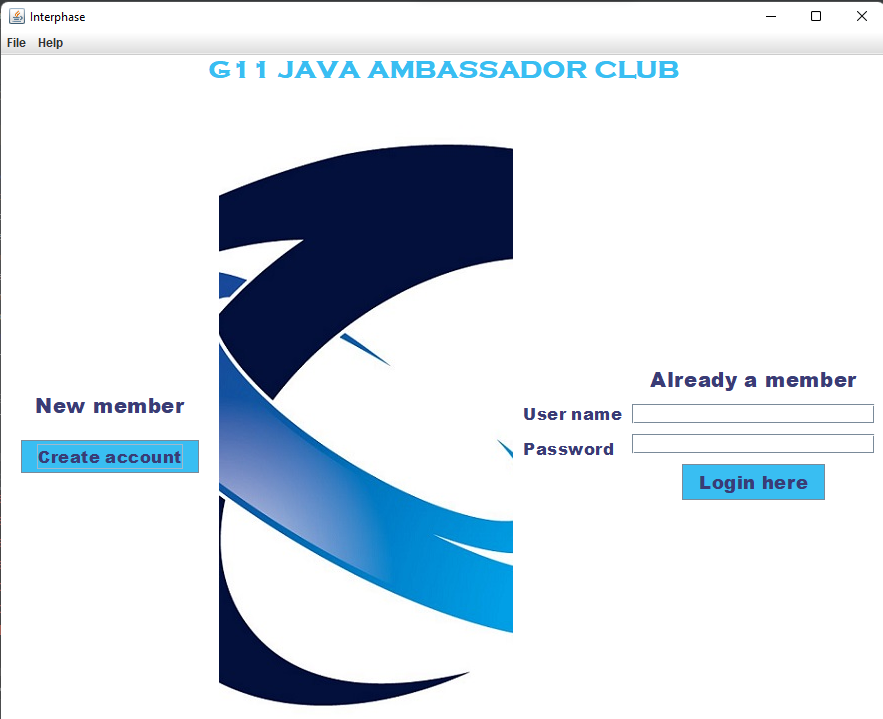 Interphase
File Help
G11 JAVA AMBASSADOR CLUB
New member
Create account
Already a member
User name
Password
Login here